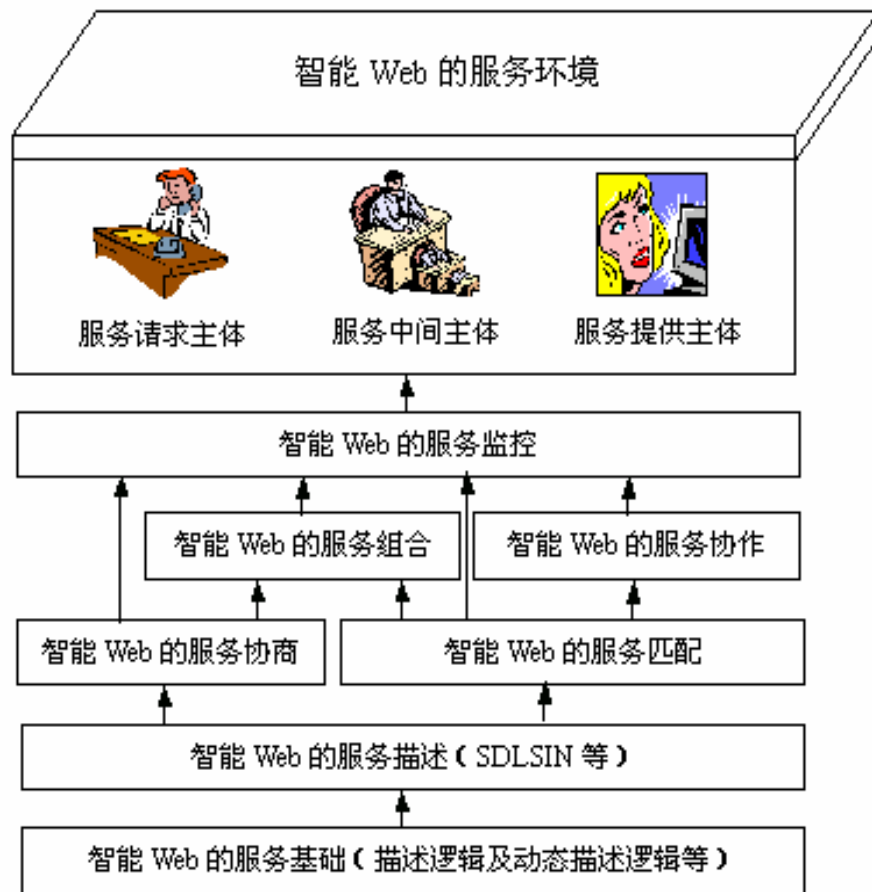 智能 Web 的服务环境
服务请求主体
服务中间主体
服务提供主体
智能 Web 的服务监控
智能 Web 的服务组合
智能 Web 的服务协作
智能 Web 的服务协商
智能 Web 的服务匹配
智能 Web 的服务描述(SDLSIN 等)
智能 Web 的服务基础(描述逻辑及动态描述逻辑等)